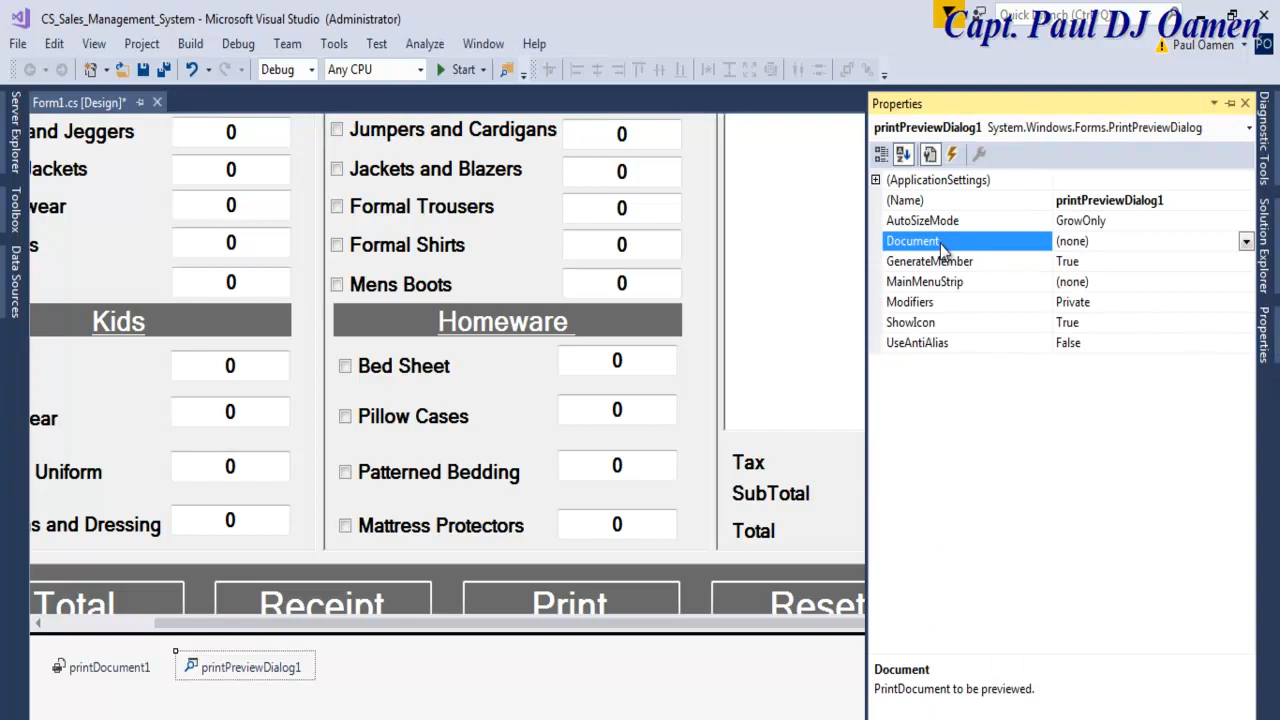 CS_Sales_Management_System - Microsoft Visual Studio (Administrator)
Quick Launch (Ctrl+Q)
Capt. Paul DJ Oamen
File Edit View Project Build Debug Team Tools Test Analyze Window Help
Paul Oamen PO
Debug Any CPU Start
Form1.cs [Design]*
Server Explorer
Toolbox
Data Sources
and Jeggers 0
Jackets 0
wear 0
s 0
0
Kids
0
ear 0
Uniform 0
s and Dressing 0
Jumpers and Cardigans 0
Jackets and Blazers 0
Formal Trousers 0
Formal Shirts 0
Mens Boots 0
Homeware
Bed Sheet 0
Pillow Cases 0
Patterned Bedding 0
Mattress Protectors 0
Tax
SubTotal
Total
Total Receipt Print Reset
printDocument1 printPreviewDialog1
Properties
printPreviewDialog1 System.Windows.Forms.PrintPreviewDialog
(ApplicationSettings)
(Name) printPreviewDialog1
AutoSizeMode GrowOnly
Document (none)
GenerateMember True
MainMenuStrip (none)
Modifiers Private
ShowIcon True
UseAntiAlias False
Document
PrintDocument to be previewed.
Diagnostic Tools
Solution Explorer
Properties